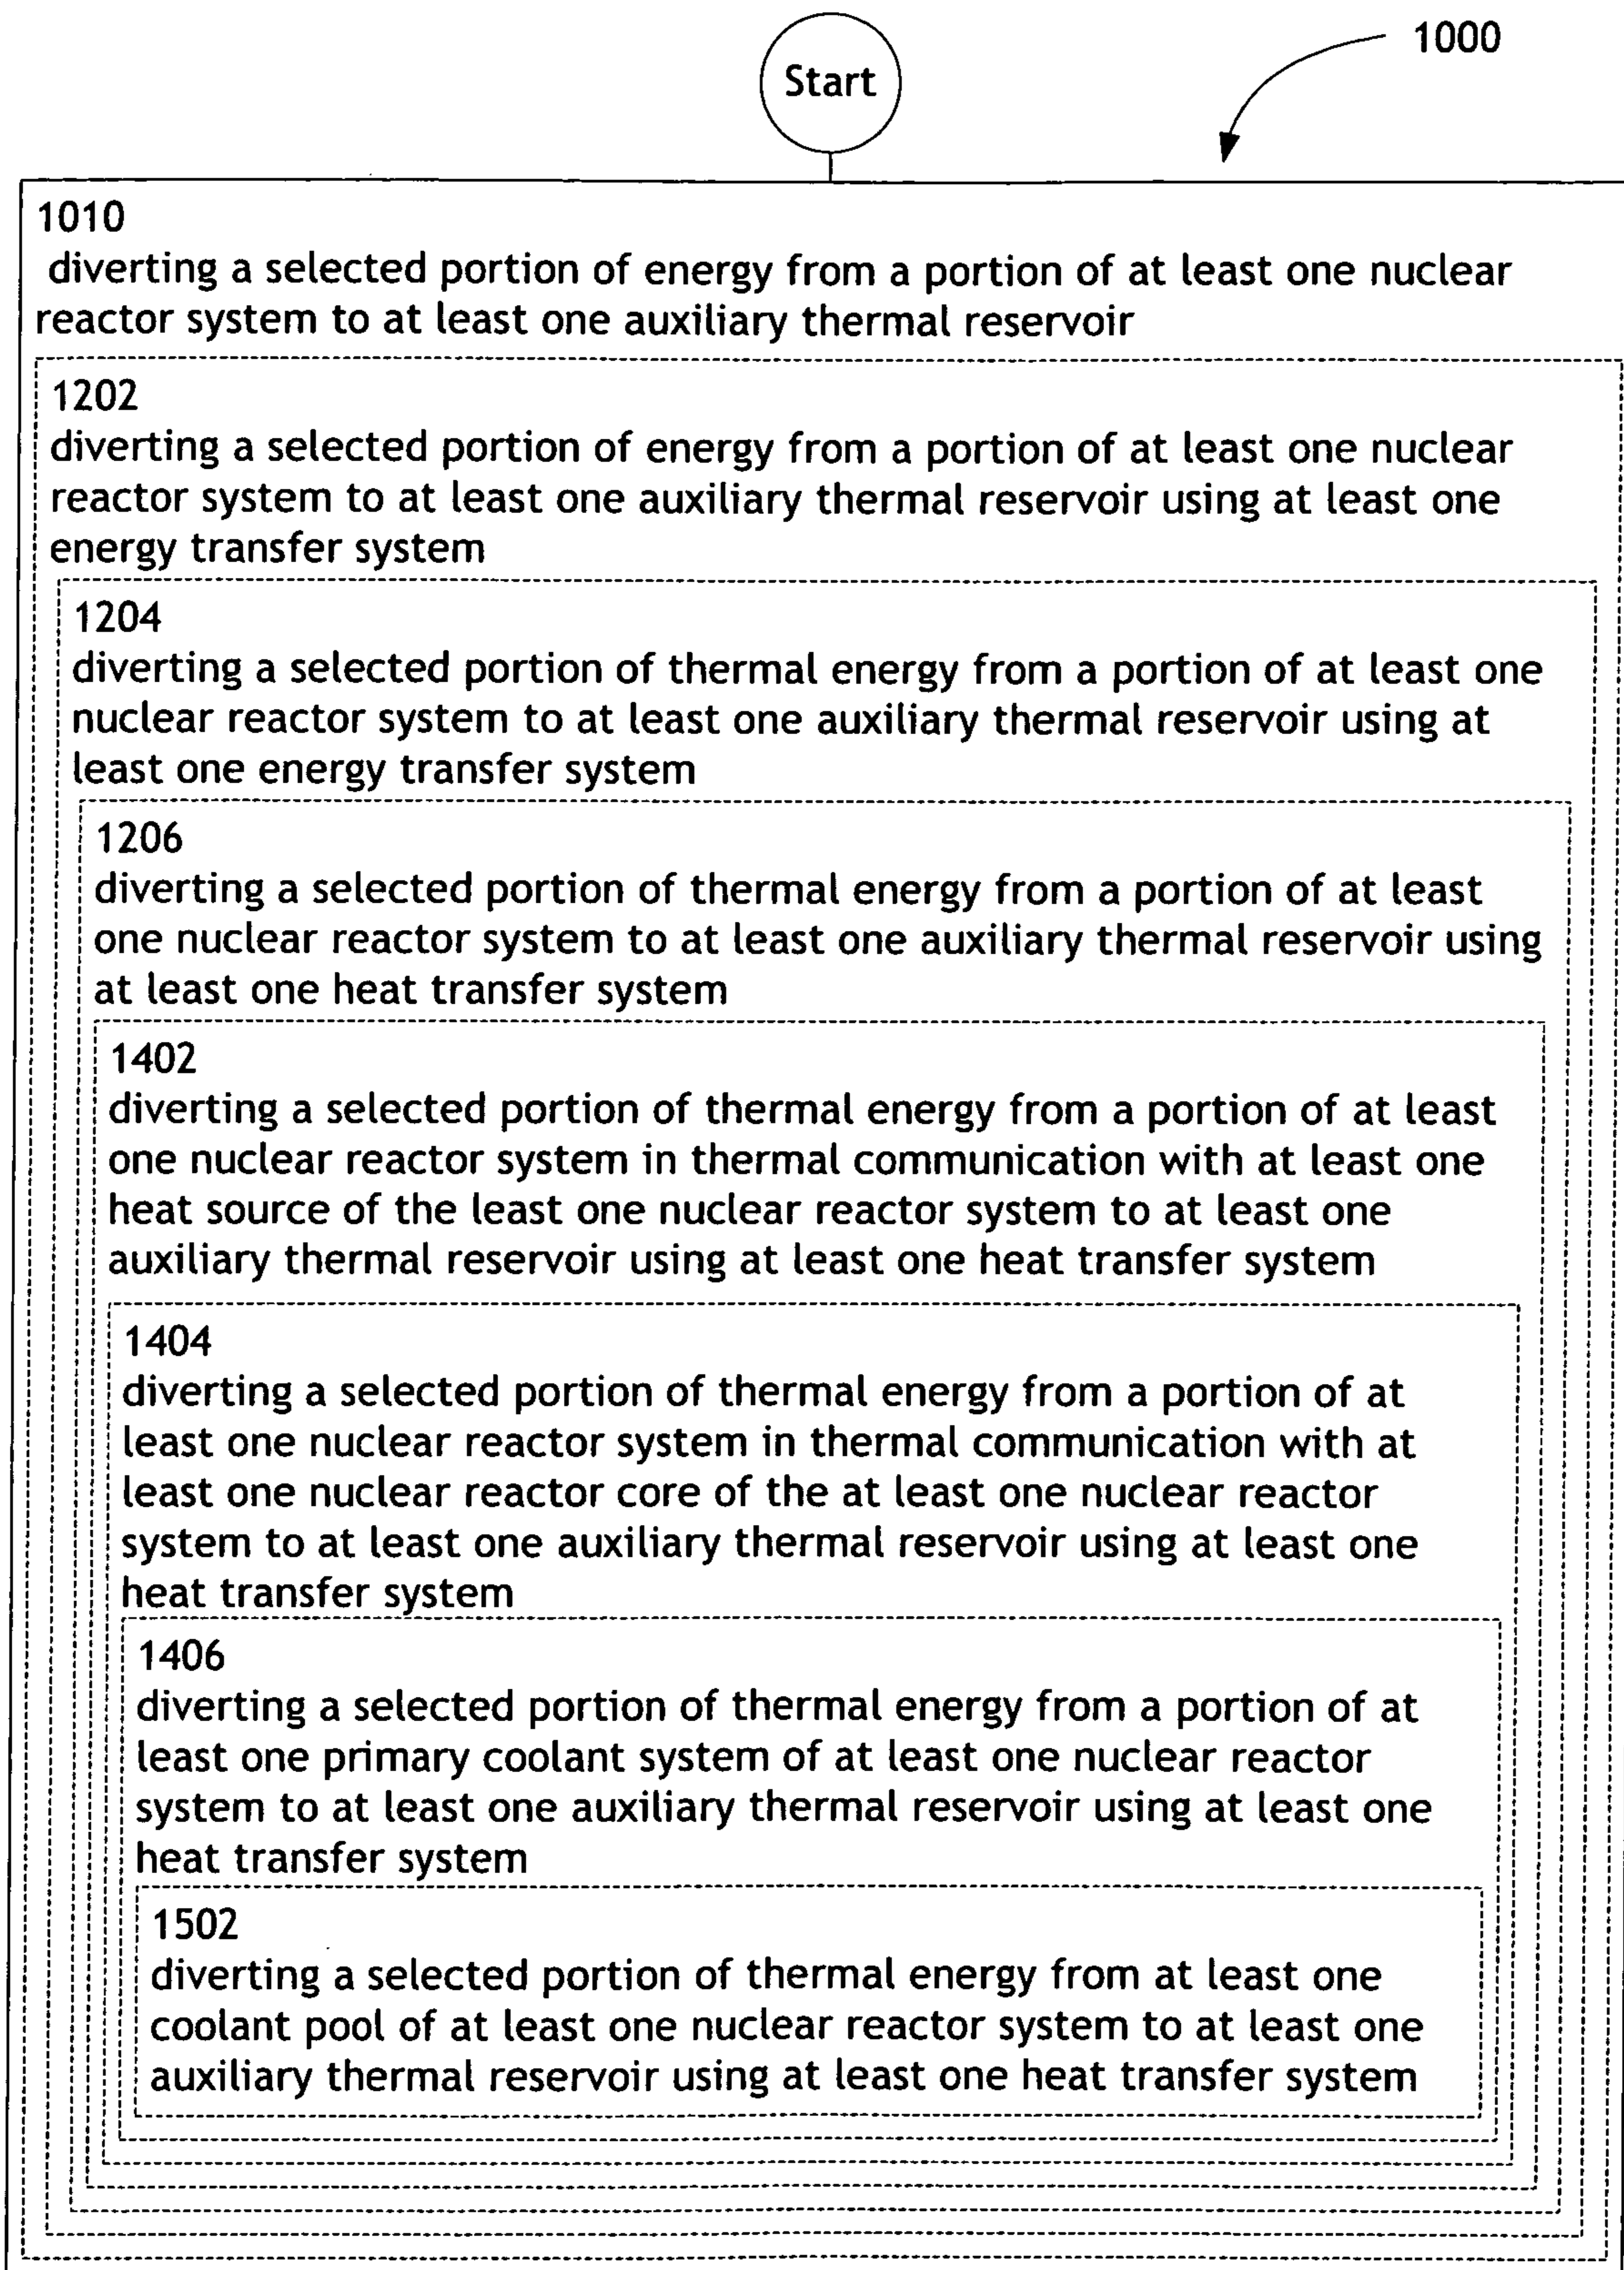 Start
1000
1010
diverting a selected portion of energy from a portion of at least one nuclear
reactor system to at least one auxiliary thermal reservoir
1202
diverting a selected portion of energy from a portion of at least one nuclear
reactor system to at least one auxiliary thermal reservoir using at least one
energy transfer system
1204
diverting a selected portion of thermal energy from a portion of at least one
nuclear reactor system to at least one auxiliary thermal reservoir using at
least one energy transfer system
1206
diverting a selected portion of thermal energy from a portion of at least
one nuclear reactor system to at least one auxiliary thermal reservoir using
at least one heat transfer system
1402
diverting a selected portion of thermal energy from a portion of at least
one nuclear reactor system in thermal communication with at least one
heat source of the least one nuclear reactor system to at least one
auxiliary thermal reservoir using at least one heat transfer system
1404
diverting a selected portion of thermal energy from a portion of at
least one nuclear reactor system in thermal communication with at
least one nuclear reactor core of the at least one nuclear reactor
system to at least one auxiliary thermal reservoir using at least one
heat transfer system
1406
diverting a selected portion of thermal energy from a portion of at
least one primary coolant system of at least one nuclear reactor
system to at least one auxiliary thermal reservoir using at least one
heat transfer system
1502
diverting a selected portion of thermal energy from at least one
coolant pool of at least one nuclear reactor system to at least one
auxiliary thermal reservoir using at least one heat transfer system